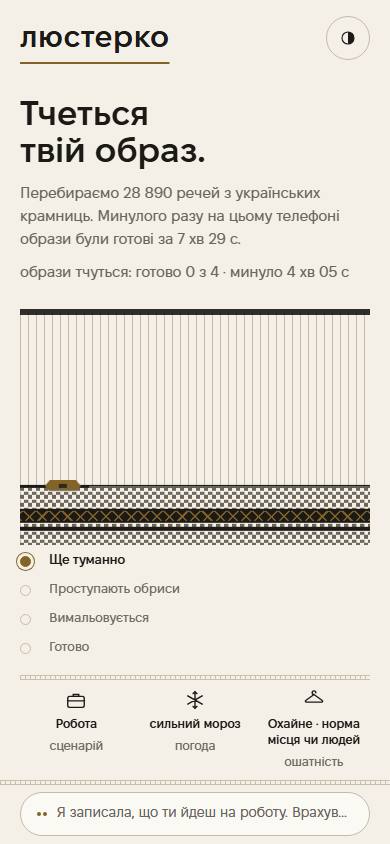 люстерко
Тчеться
твій образ.
Перебираємо 28 890 речей з українських
крамниць. Минулого разу на цьому телефоні
образи були готові за 7 хв 29 с.
образи тчуться: готово 0 з 4 · минуло 4 хв 05 с
Ще туманно
Проступають обриси
Вимальовується
Готово
Робота
сценарій
сильний мороз
погода
Охайне · норма
місця чи людей
ошатність
Я записала, що ти йдеш на роботу. Врахув...